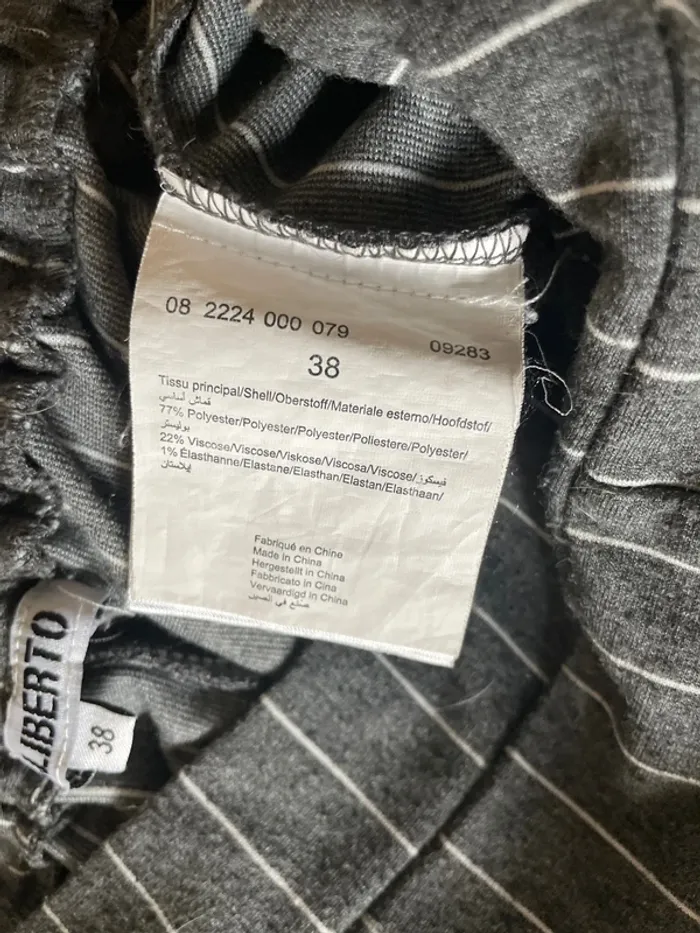 08 2224 000 079 09283
38
Tissu principal/Shell/Oberstoff/Materiale esterno/Hoofdstof/
قماش أساسي
77% Polyester/Polyester/Polyester/Poliestere/Polyester/
بوليستر
22% Viscose/Viscose/Viskose/Viscosa/Viscose/فيسكوز
1% Élasthanne/Elastane/Elasthan/Elastan/Elasthaan/
إيلاستان
Fabriqué en Chine
Made in China
Hergestellt in China
Fabbricato in Cina
Vervaardigd in China
صنع في الصين
LIBERTO
38